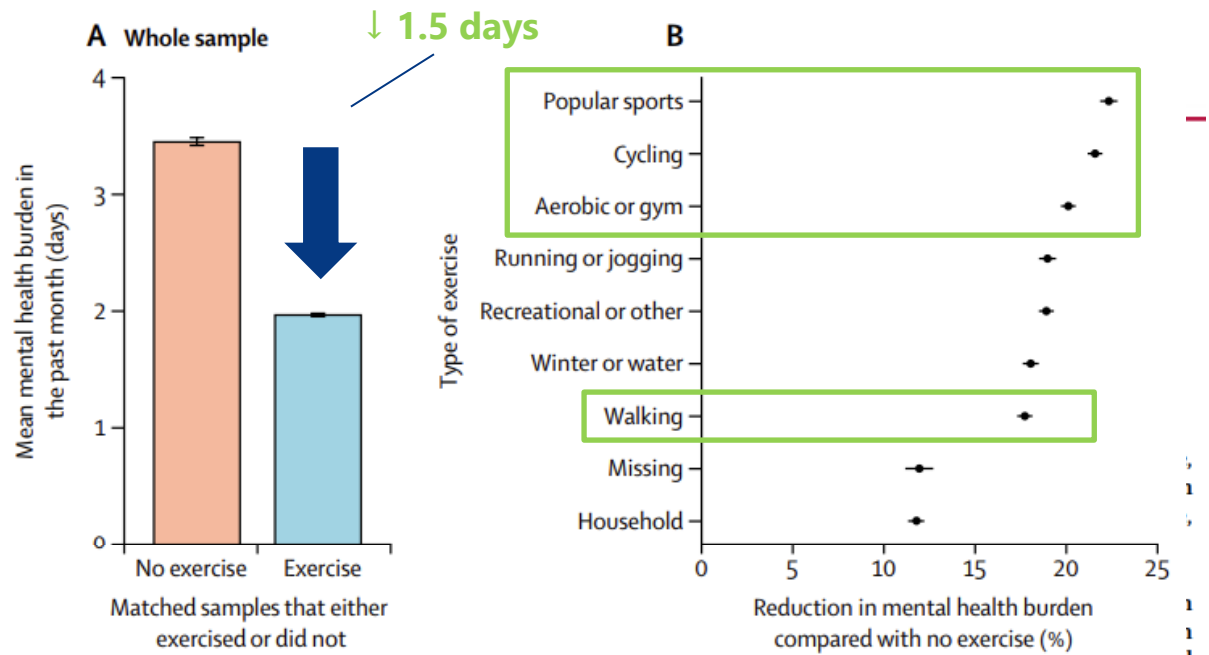 ↓ 1.5 days
A Whole sample
4
3
2
1
0
Mean mental health burden in
the past month (days)
No exercise
Exercise
Matched samples that either
exercised or did not
B
Type of exercise
Popular sports
Cycling
Aerobic or gym
Running or jogging
Recreational or other
Winter or water
Walking
Missing
Household
0
5
10
15
20
25
Reduction in mental health burden
compared with no exercise (%)